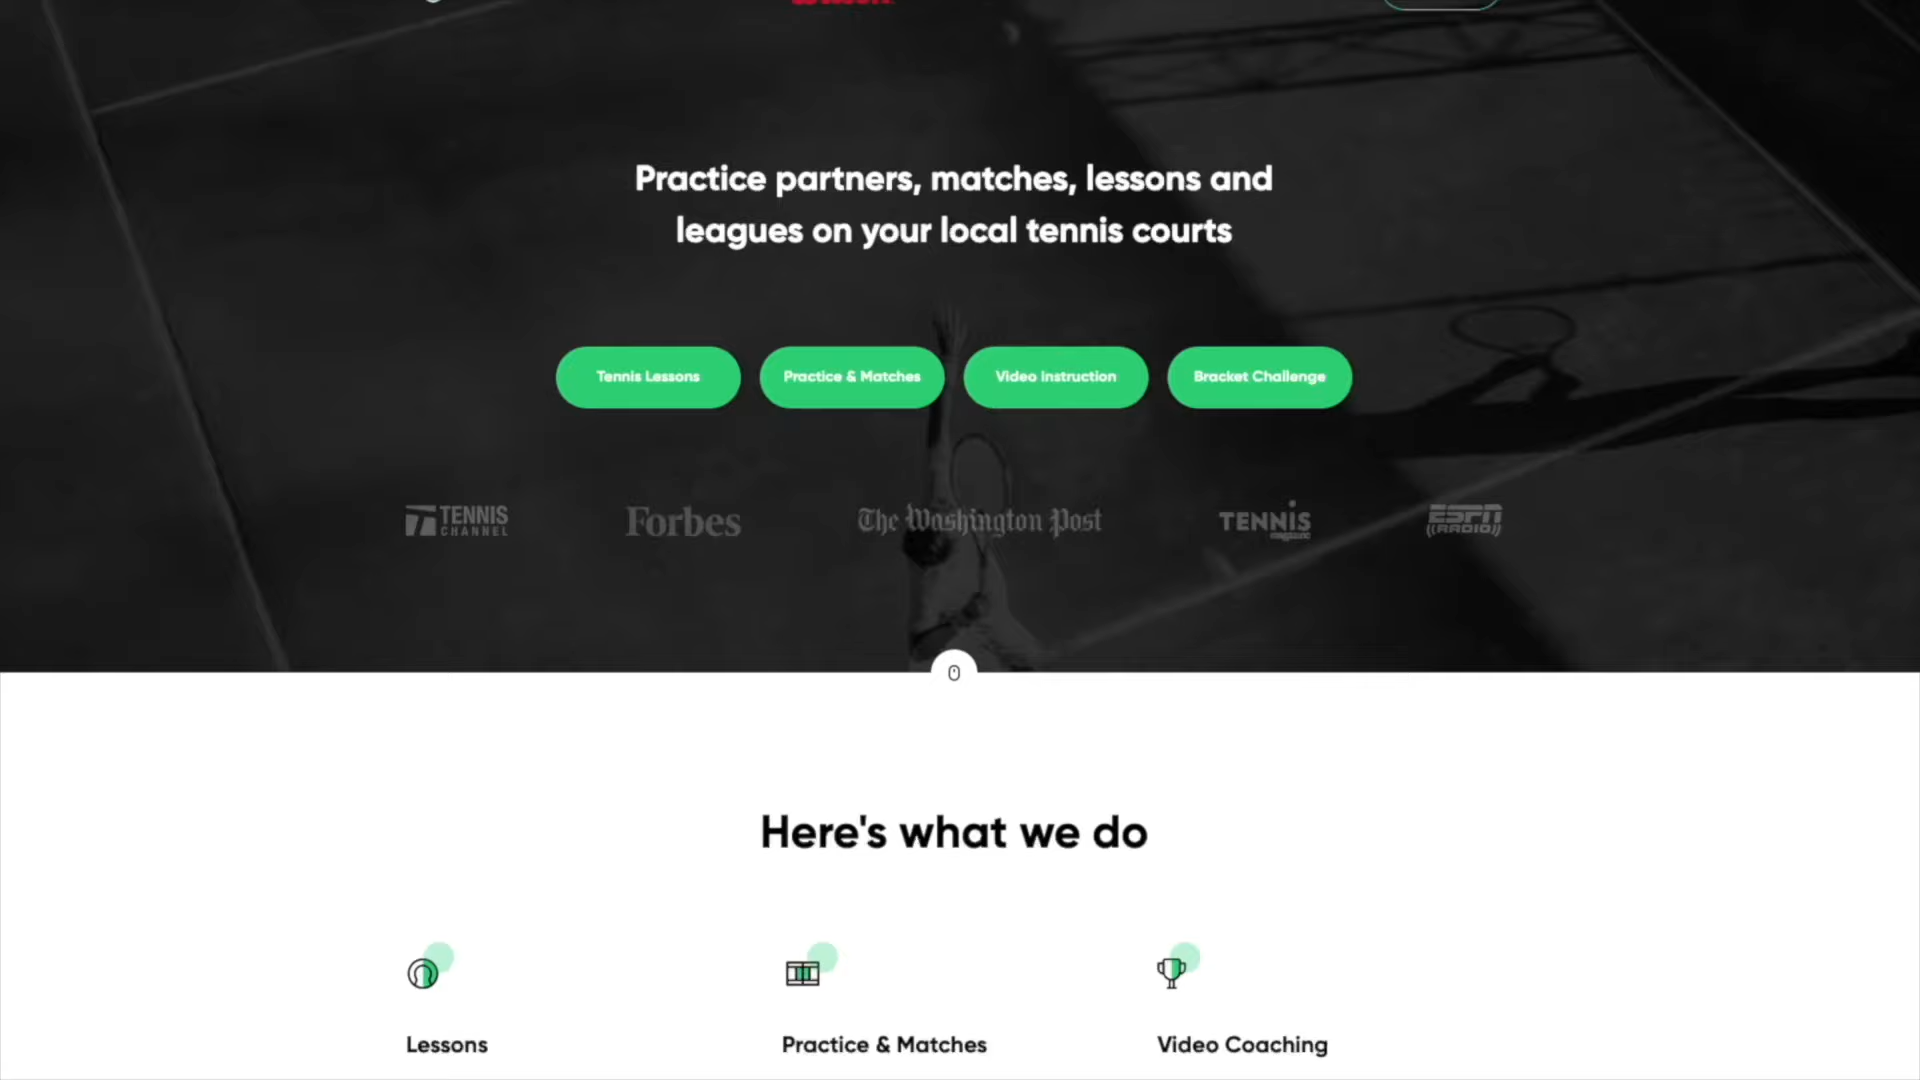 Practice partners, matches, lessons and
leagues on your local tennis courts
Tennis Lessons
Practice & Matches
Video Instruction
Bracket Challenge
TENNIS
CHANNEL
Forbes
The Washington Post
TENNIS
magazine
ESPN
RADIO
Here's what we do
Lessons
Practice & Matches
Video Coaching